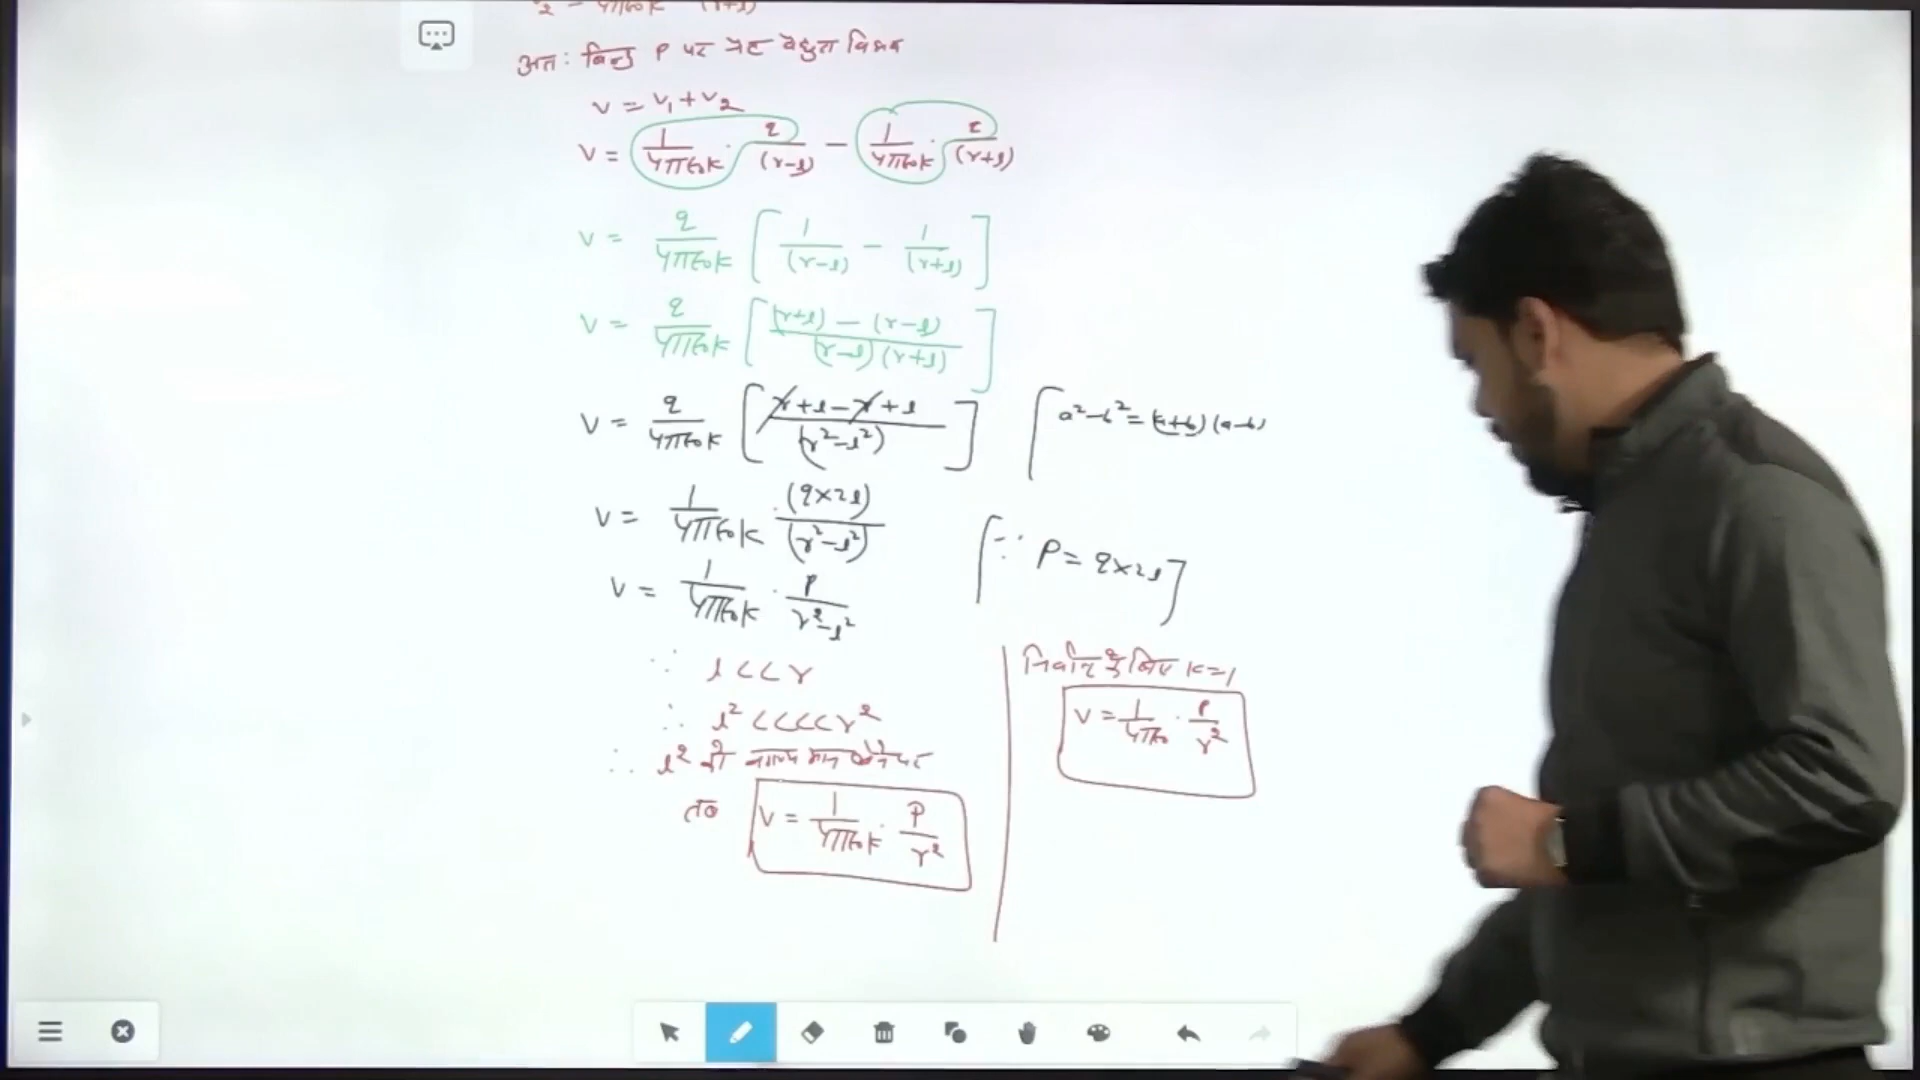 अतः बिन्दु P पर नेट वैद्युत विभव
V = V₁ + V₂
V = 1/4πε₀K · q/(r-l) − 1/4πε₀K · q/(r+l)
V = q/4πε₀K [ 1/(r-l) − 1/(r+l) ]
V = q/4πε₀K [ (r+l) − (r-l) / (r-l)(r+l) ]
V = q/4πε₀K [ r+l−r+l / (r²−l²) ] [ a²−b² = (a+b)(a−b)
V = 1/4πε₀K · (q×2l)/(r²−l²)
[∵ P = q×2l]
V = 1/4πε₀K · P/r²−l²
∵ l << r
∴ l² <<<< r²
∴ l² को नगण्य मान लेने पर
तब V = 1/4πε₀K · P/r²
निर्वात के लिए K=1
V = 1/4πε₀ · P/r²